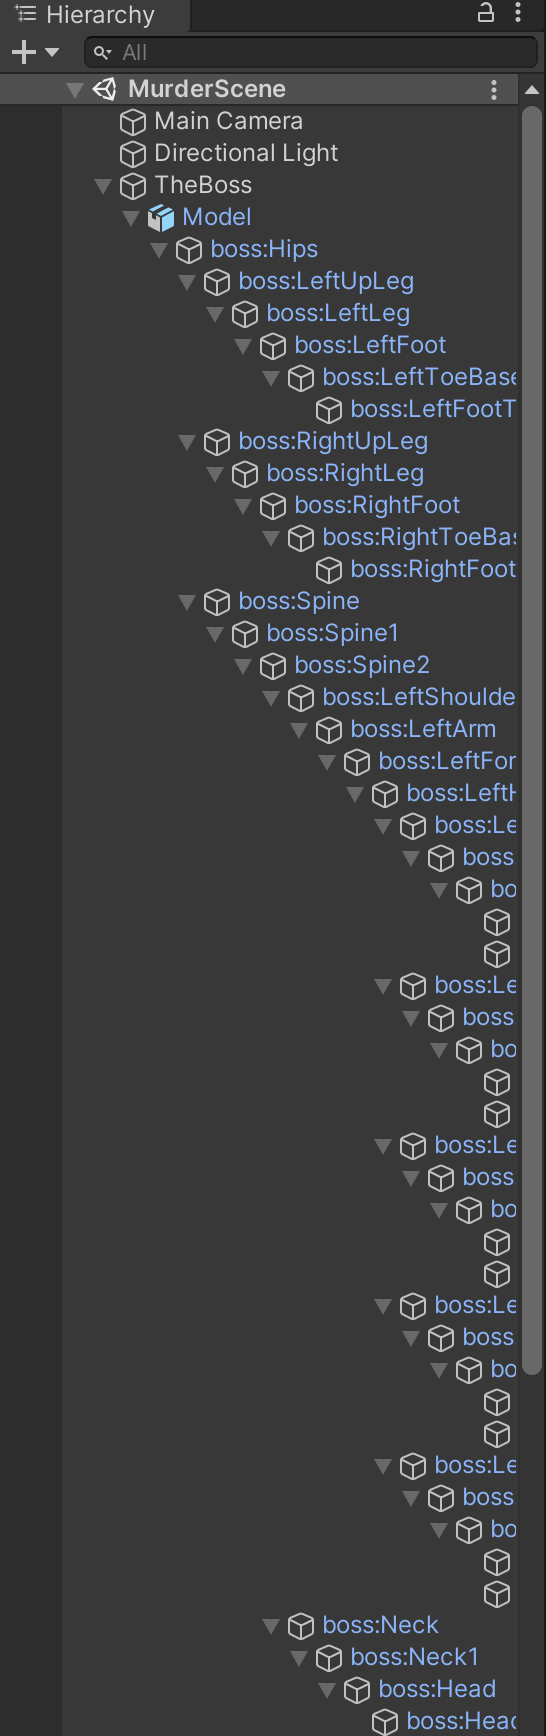 Hierarchy
All
MurderScene
Main Camera
Directional Light
TheBoss
Model
boss:Hips
boss:LeftUpLeg
boss:LeftLeg
boss:LeftFoot
boss:LeftToeBase
boss:LeftFootT
boss:RightUpLeg
boss:RightLeg
boss:RightFoot
boss:RightToeBas
boss:RightFoot
boss:Spine
boss:Spine1
boss:Spine2
boss:LeftShoulde
boss:LeftArm
boss:LeftFor
boss:LeftH
boss:Le
boss:
bo
boss:Le
boss:
bo
boss:Le
boss:
bo
boss:Le
boss:
bo
boss:Le
boss:
bo
boss:Neck
boss:Neck1
boss:Head
boss:Head